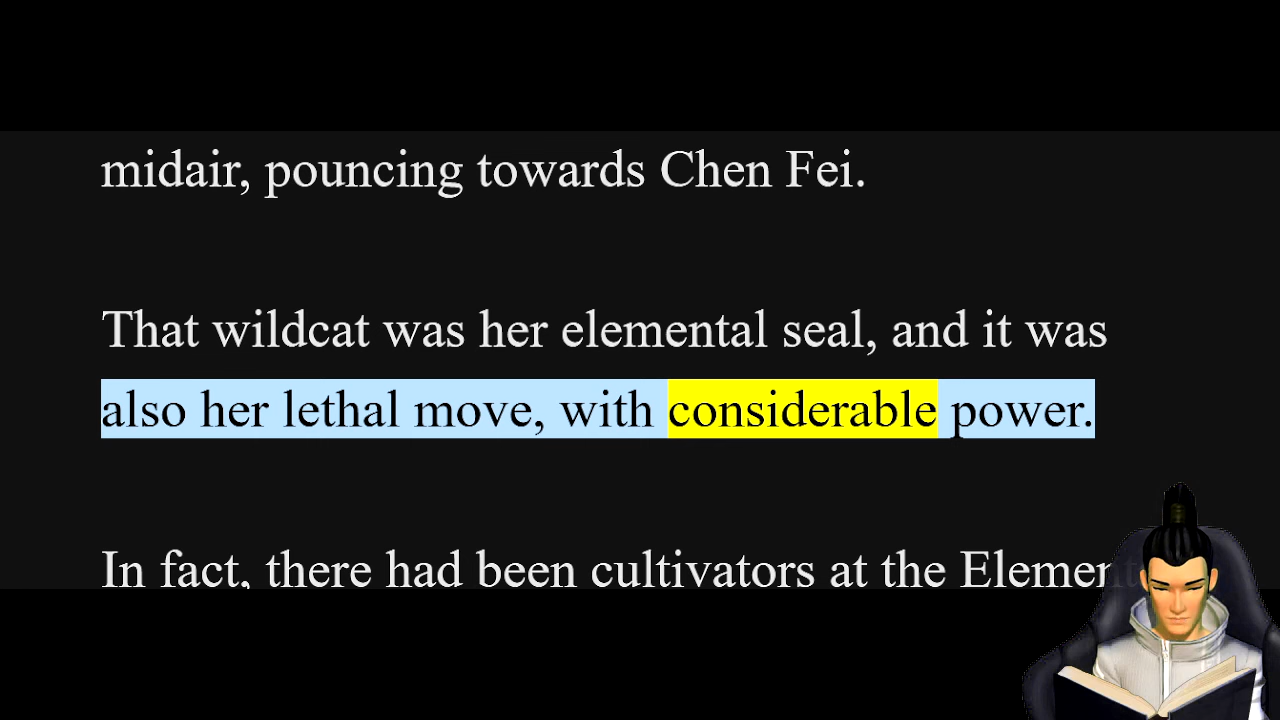 midair, pouncing towards Chen Fei.
That wildcat was her elemental seal, and it was
also her lethal move, with considerable power.
In fact, there had been cultivators at the